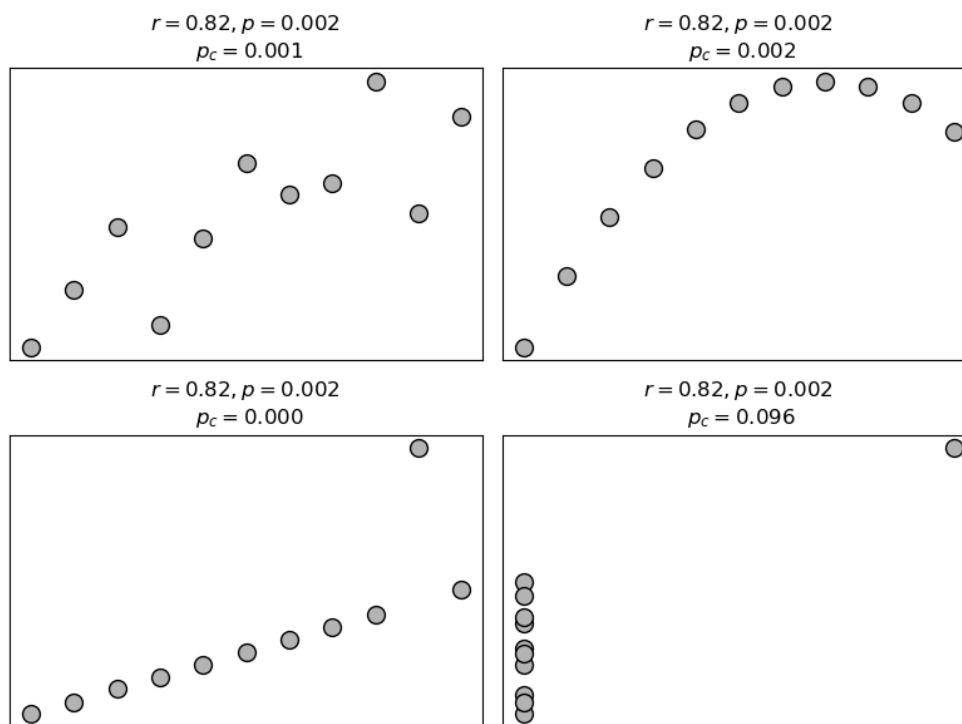 r = 0.82, p = 0.002
p_c = 0.001
r = 0.82, p = 0.002
p_c = 0.002
r = 0.82, p = 0.002
p_c = 0.000
r = 0.82, p = 0.002
p_c = 0.096